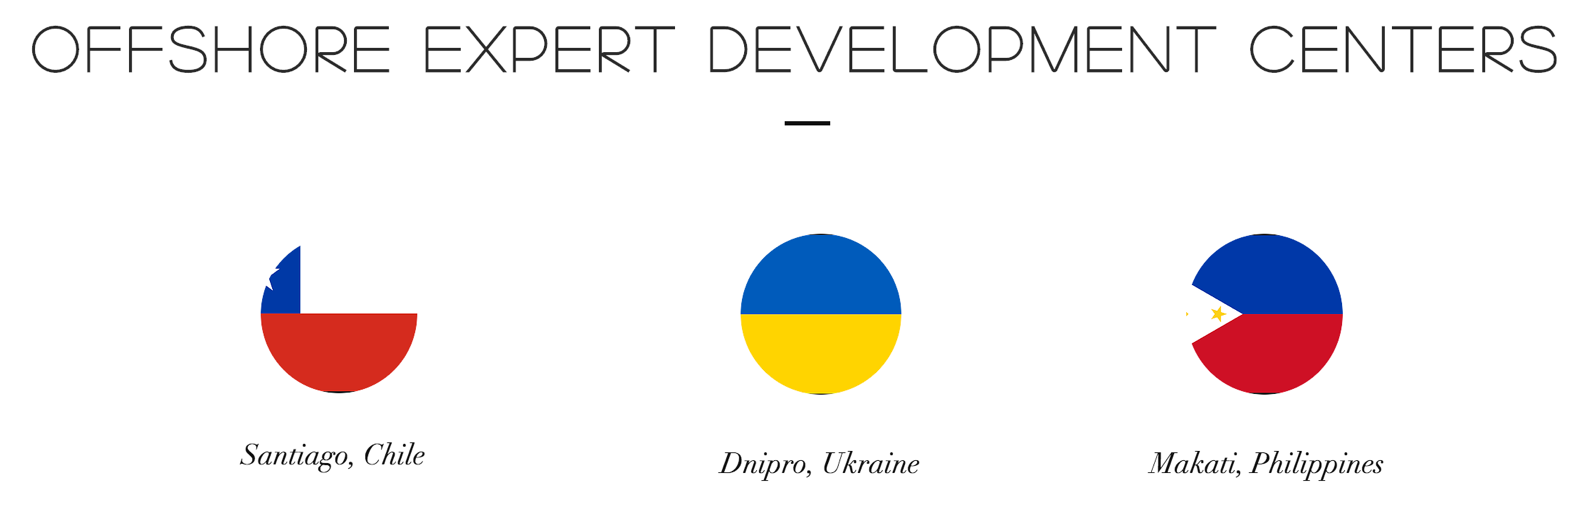 OFFSHORE EXPERT DEVELOPMENT CENTERS
Santiago, Chile
Dnipro, Ukraine
Makati, Philippines